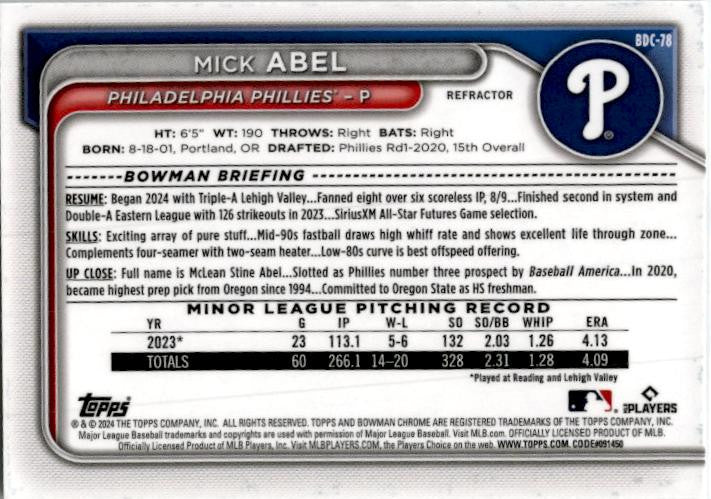 BDC-78
MICK ABEL
PHILADELPHIA PHILLIES™ – P
REFRACTOR
P
®
HT: 6'5" WT: 190 THROWS: Right BATS: Right
BORN: 8-18-01, Portland, OR DRAFTED: Phillies Rd1-2020, 15th Overall
BOWMAN BRIEFING
RESUME: Began 2024 with Triple-A Lehigh Valley...Fanned eight over six scoreless IP, 8/9...Finished second in system and
Double-A Eastern League with 126 strikeouts in 2023...SiriusXM All-Star Futures Game selection.
SKILLS: Exciting array of pure stuff...Mid-90s fastball draws high whiff rate and shows excellent life through zone...
Complements four-seamer with two-seam heater...Low-80s curve is best offspeed offering.
UP CLOSE: Full name is McLean Stine Abel...Slotted as Phillies number three prospect by Baseball America...In 2020,
became highest prep pick from Oregon since 1994...Committed to Oregon State as HS freshman.
MINOR LEAGUE PITCHING RECORD
YR G IP W-L SO SO/BB WHIP ERA
2023* 23 113.1 5-6 132 2.03 1.26 4.13
TOTALS 60 266.1 14-20 328 2.31 1.28 4.09
*Played at Reading and Lehigh Valley
Topps
MLB PLAYERS
® & © 2024 THE TOPPS COMPANY, INC. ALL RIGHTS RESERVED. TOPPS AND BOWMAN CHROME ARE REGISTERED TRADEMARKS OF THE TOPPS COMPANY, INC.
Major League Baseball trademarks and copyrights are used with permission of Major League Baseball. Visit MLB.com. OFFICIALLY LICENSED PRODUCT OF MLB.
Officially Licensed Product of MLB Players, Inc. Visit MLBPLAYERS.COM, the Players Choice on the web. WWW.TOPPS.COM. CODE#091450